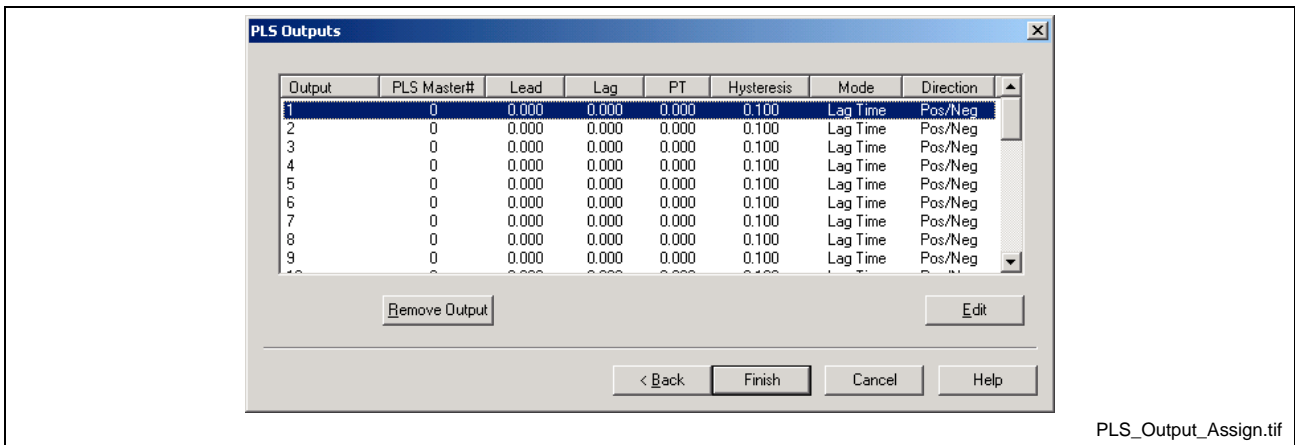 PLS Outputs
Output PLS Master# Lead Lag PT Hysteresis Mode Direction
1 0 0.000 0.000 0.000 0.100 Lag Time Pos/Neg
2 0 0.000 0.000 0.000 0.100 Lag Time Pos/Neg
3 0 0.000 0.000 0.000 0.100 Lag Time Pos/Neg
4 0 0.000 0.000 0.000 0.100 Lag Time Pos/Neg
5 0 0.000 0.000 0.000 0.100 Lag Time Pos/Neg
6 0 0.000 0.000 0.000 0.100 Lag Time Pos/Neg
7 0 0.000 0.000 0.000 0.100 Lag Time Pos/Neg
8 0 0.000 0.000 0.000 0.100 Lag Time Pos/Neg
9 0 0.000 0.000 0.000 0.100 Lag Time Pos/Neg
Remove Output Edit
< Back Finish Cancel Help
PLS_Output_Assign.tif